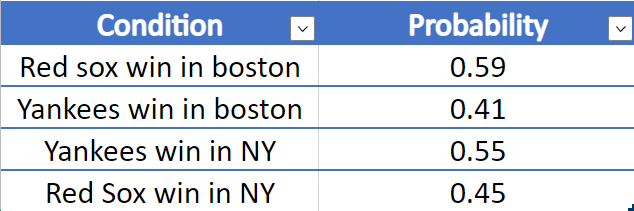 Condition Probability
Red sox win in boston 0.59
Yankees win in boston 0.41
Yankees win in NY 0.55
Red Sox win in NY 0.45